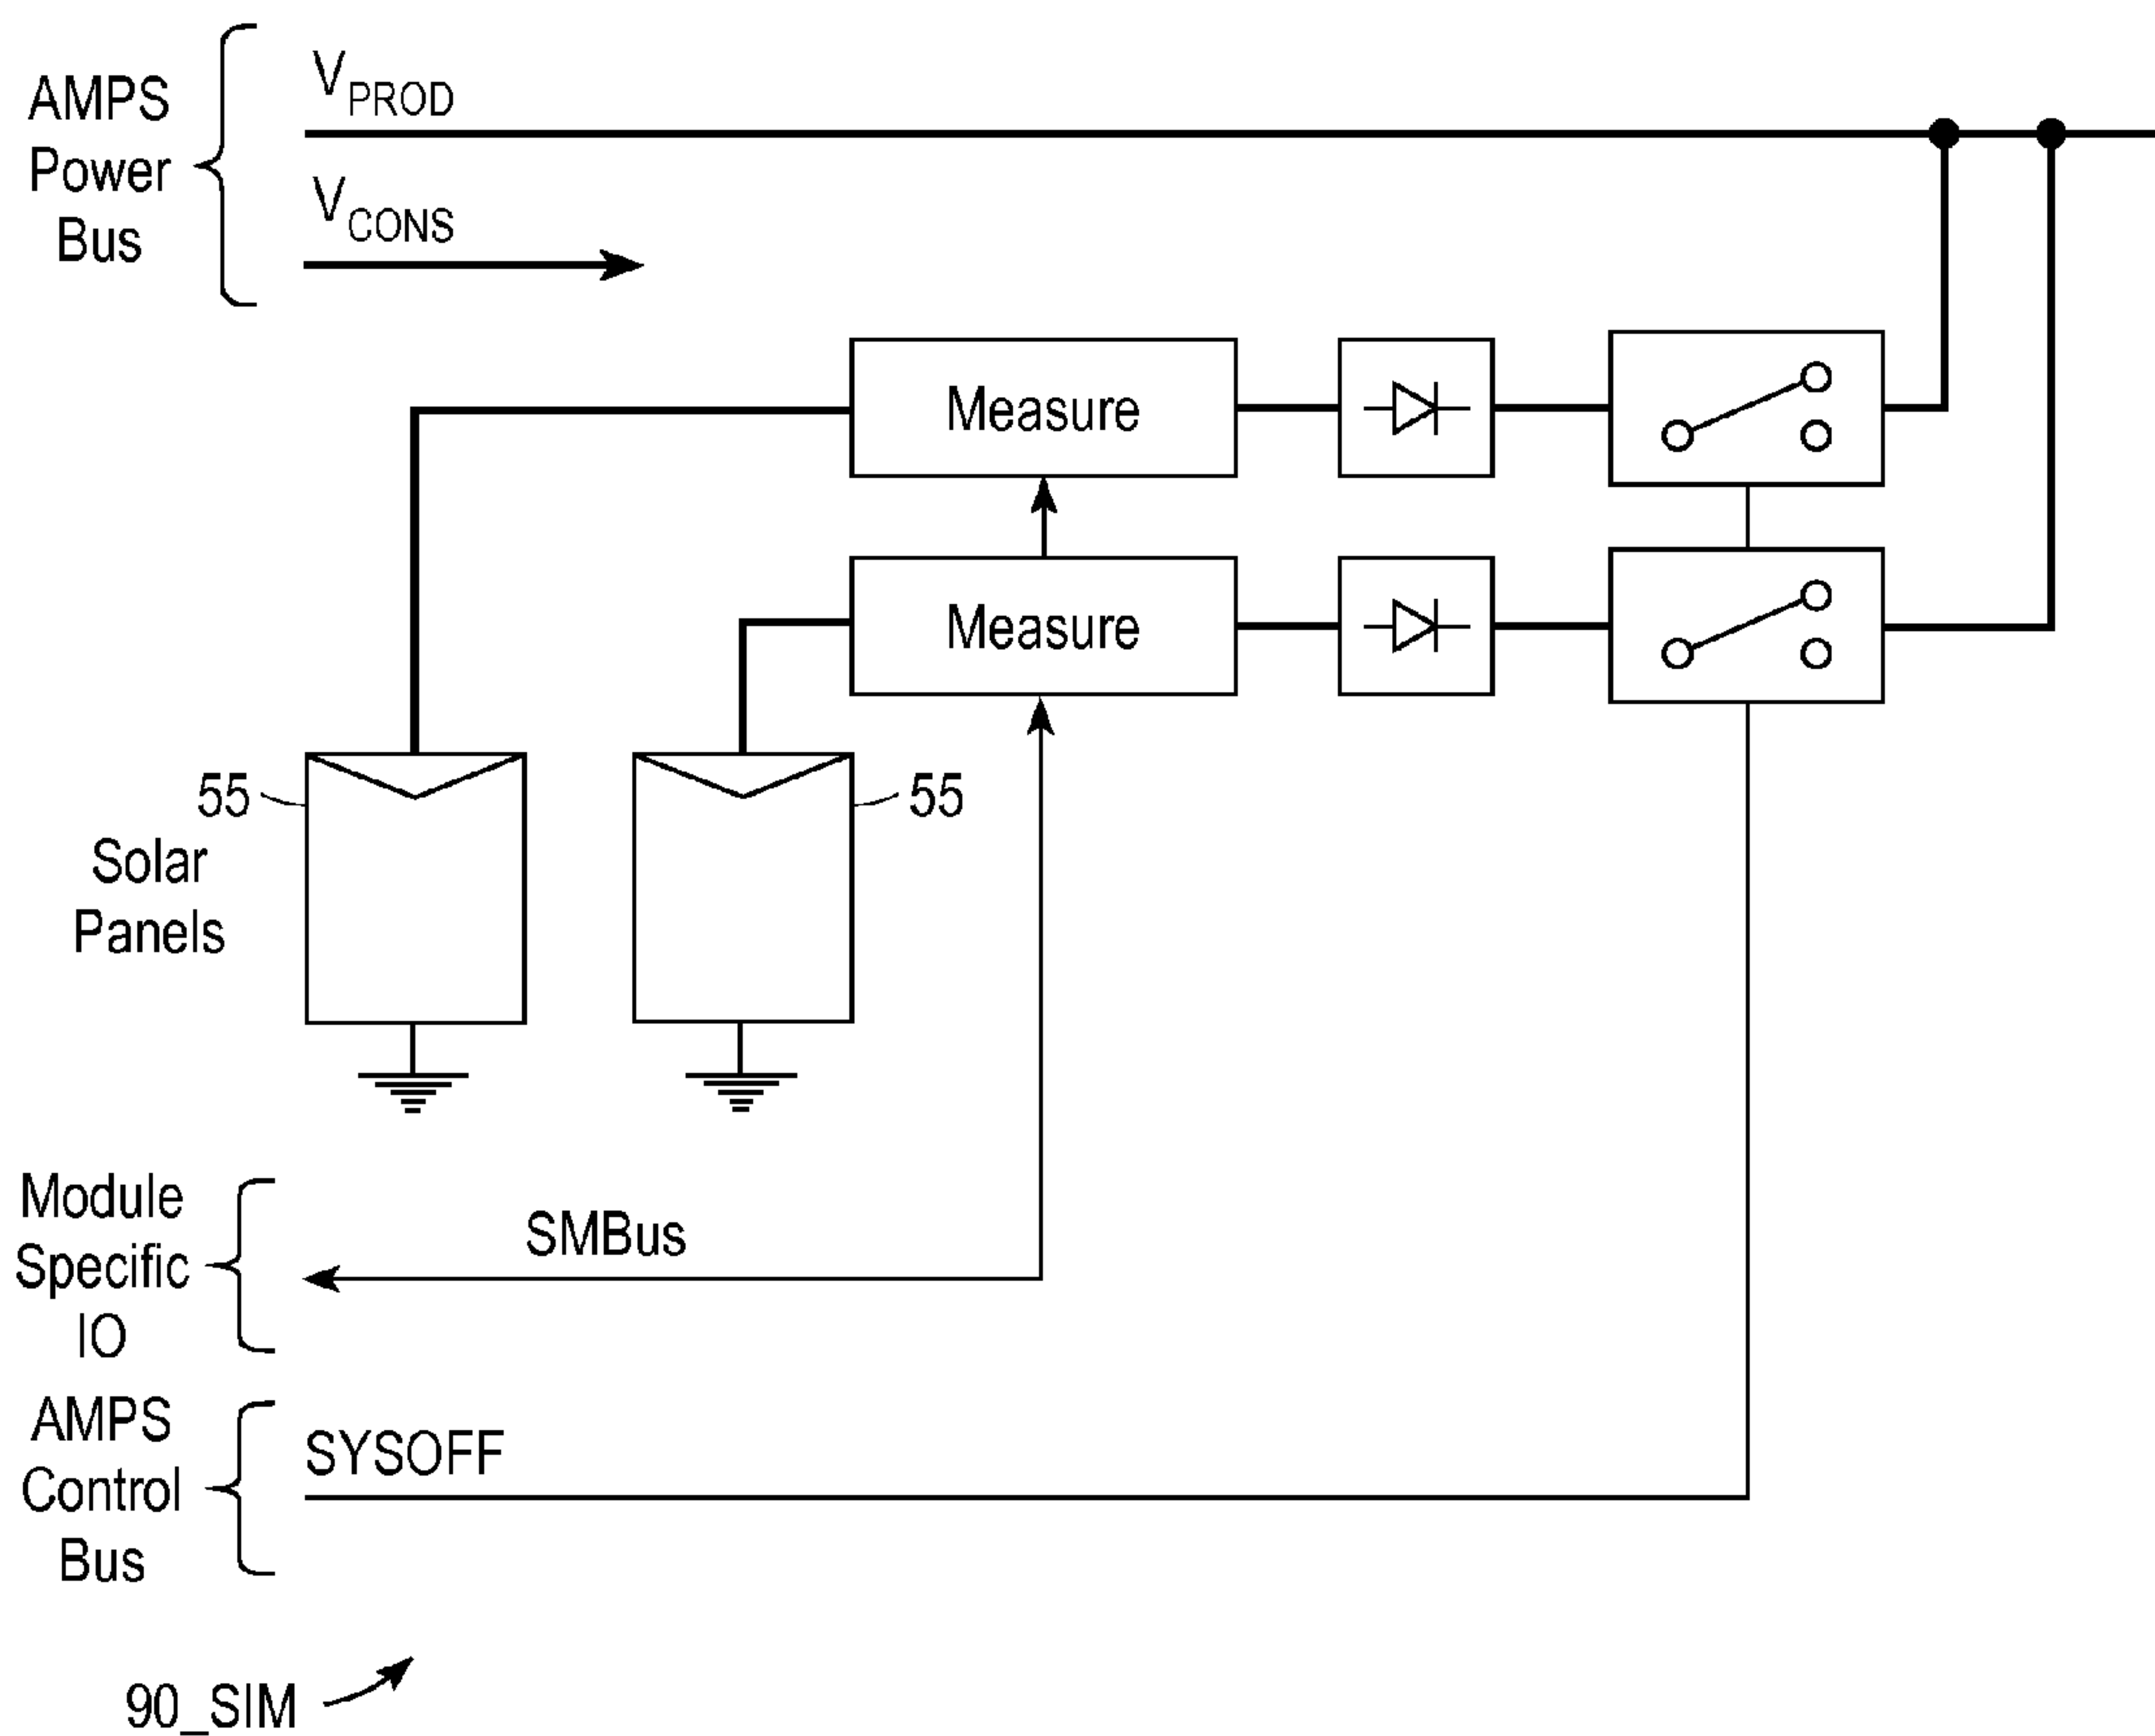 AMPS
Power
Bus
VPROD
VCONS
Measure
Measure
55
55
Solar
Panels
Module
Specific
IO
SMBus
AMPS
Control
Bus
SYSOFF
90_SIM